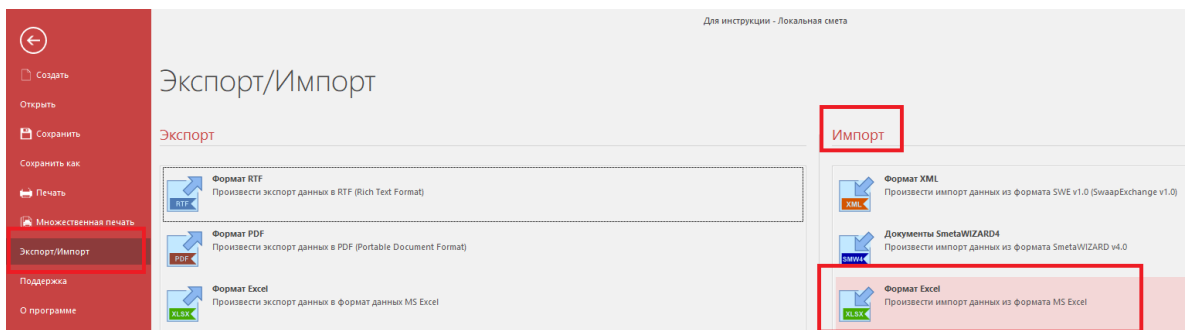 Для инструкции - Локальная смета
Создать
Открыть
Сохранить
Сохранить как
Печать
Множественная печать
Экспорт/Импорт
Поддержка
О программе
Экспорт/Импорт
Экспорт
Формат RTF
Произвести экспорт данных в RTF (Rich Text Format)
RTF
Формат PDF
Произвести экспорт данных в PDF (Portable Document Format)
PDF
Формат Excel
Произвести экспорт данных в формат данных MS Excel
XLSX
Импорт
Формат XML
Произвести импорт данных из формата SWE v1.0 (SwaapExchange v1.0)
XML
Документы SmetaWIZARD4
Произвести импорт данных из формата SmetaWIZARD v4.0
SMW4
Формат Excel
Произвести импорт данных из формата MS Excel
XLSX